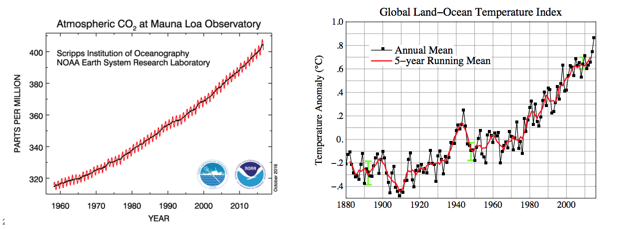 Atmospheric CO2 at Mauna Loa Observatory
Scripps Institution of Oceanography
NOAA Earth System Research Laboratory
PARTS PER MILLION
400
380
360
340
320
1960 1970 1980 1990 2000 2010
YEAR
October 2016
Global Land−Ocean Temperature Index
Annual Mean
5−year Running Mean
Temperature Anomaly (°C)
1.0
.8
.6
.4
.2
0.
−.2
−.4
1880 1900 1920 1940 1960 1980 2000